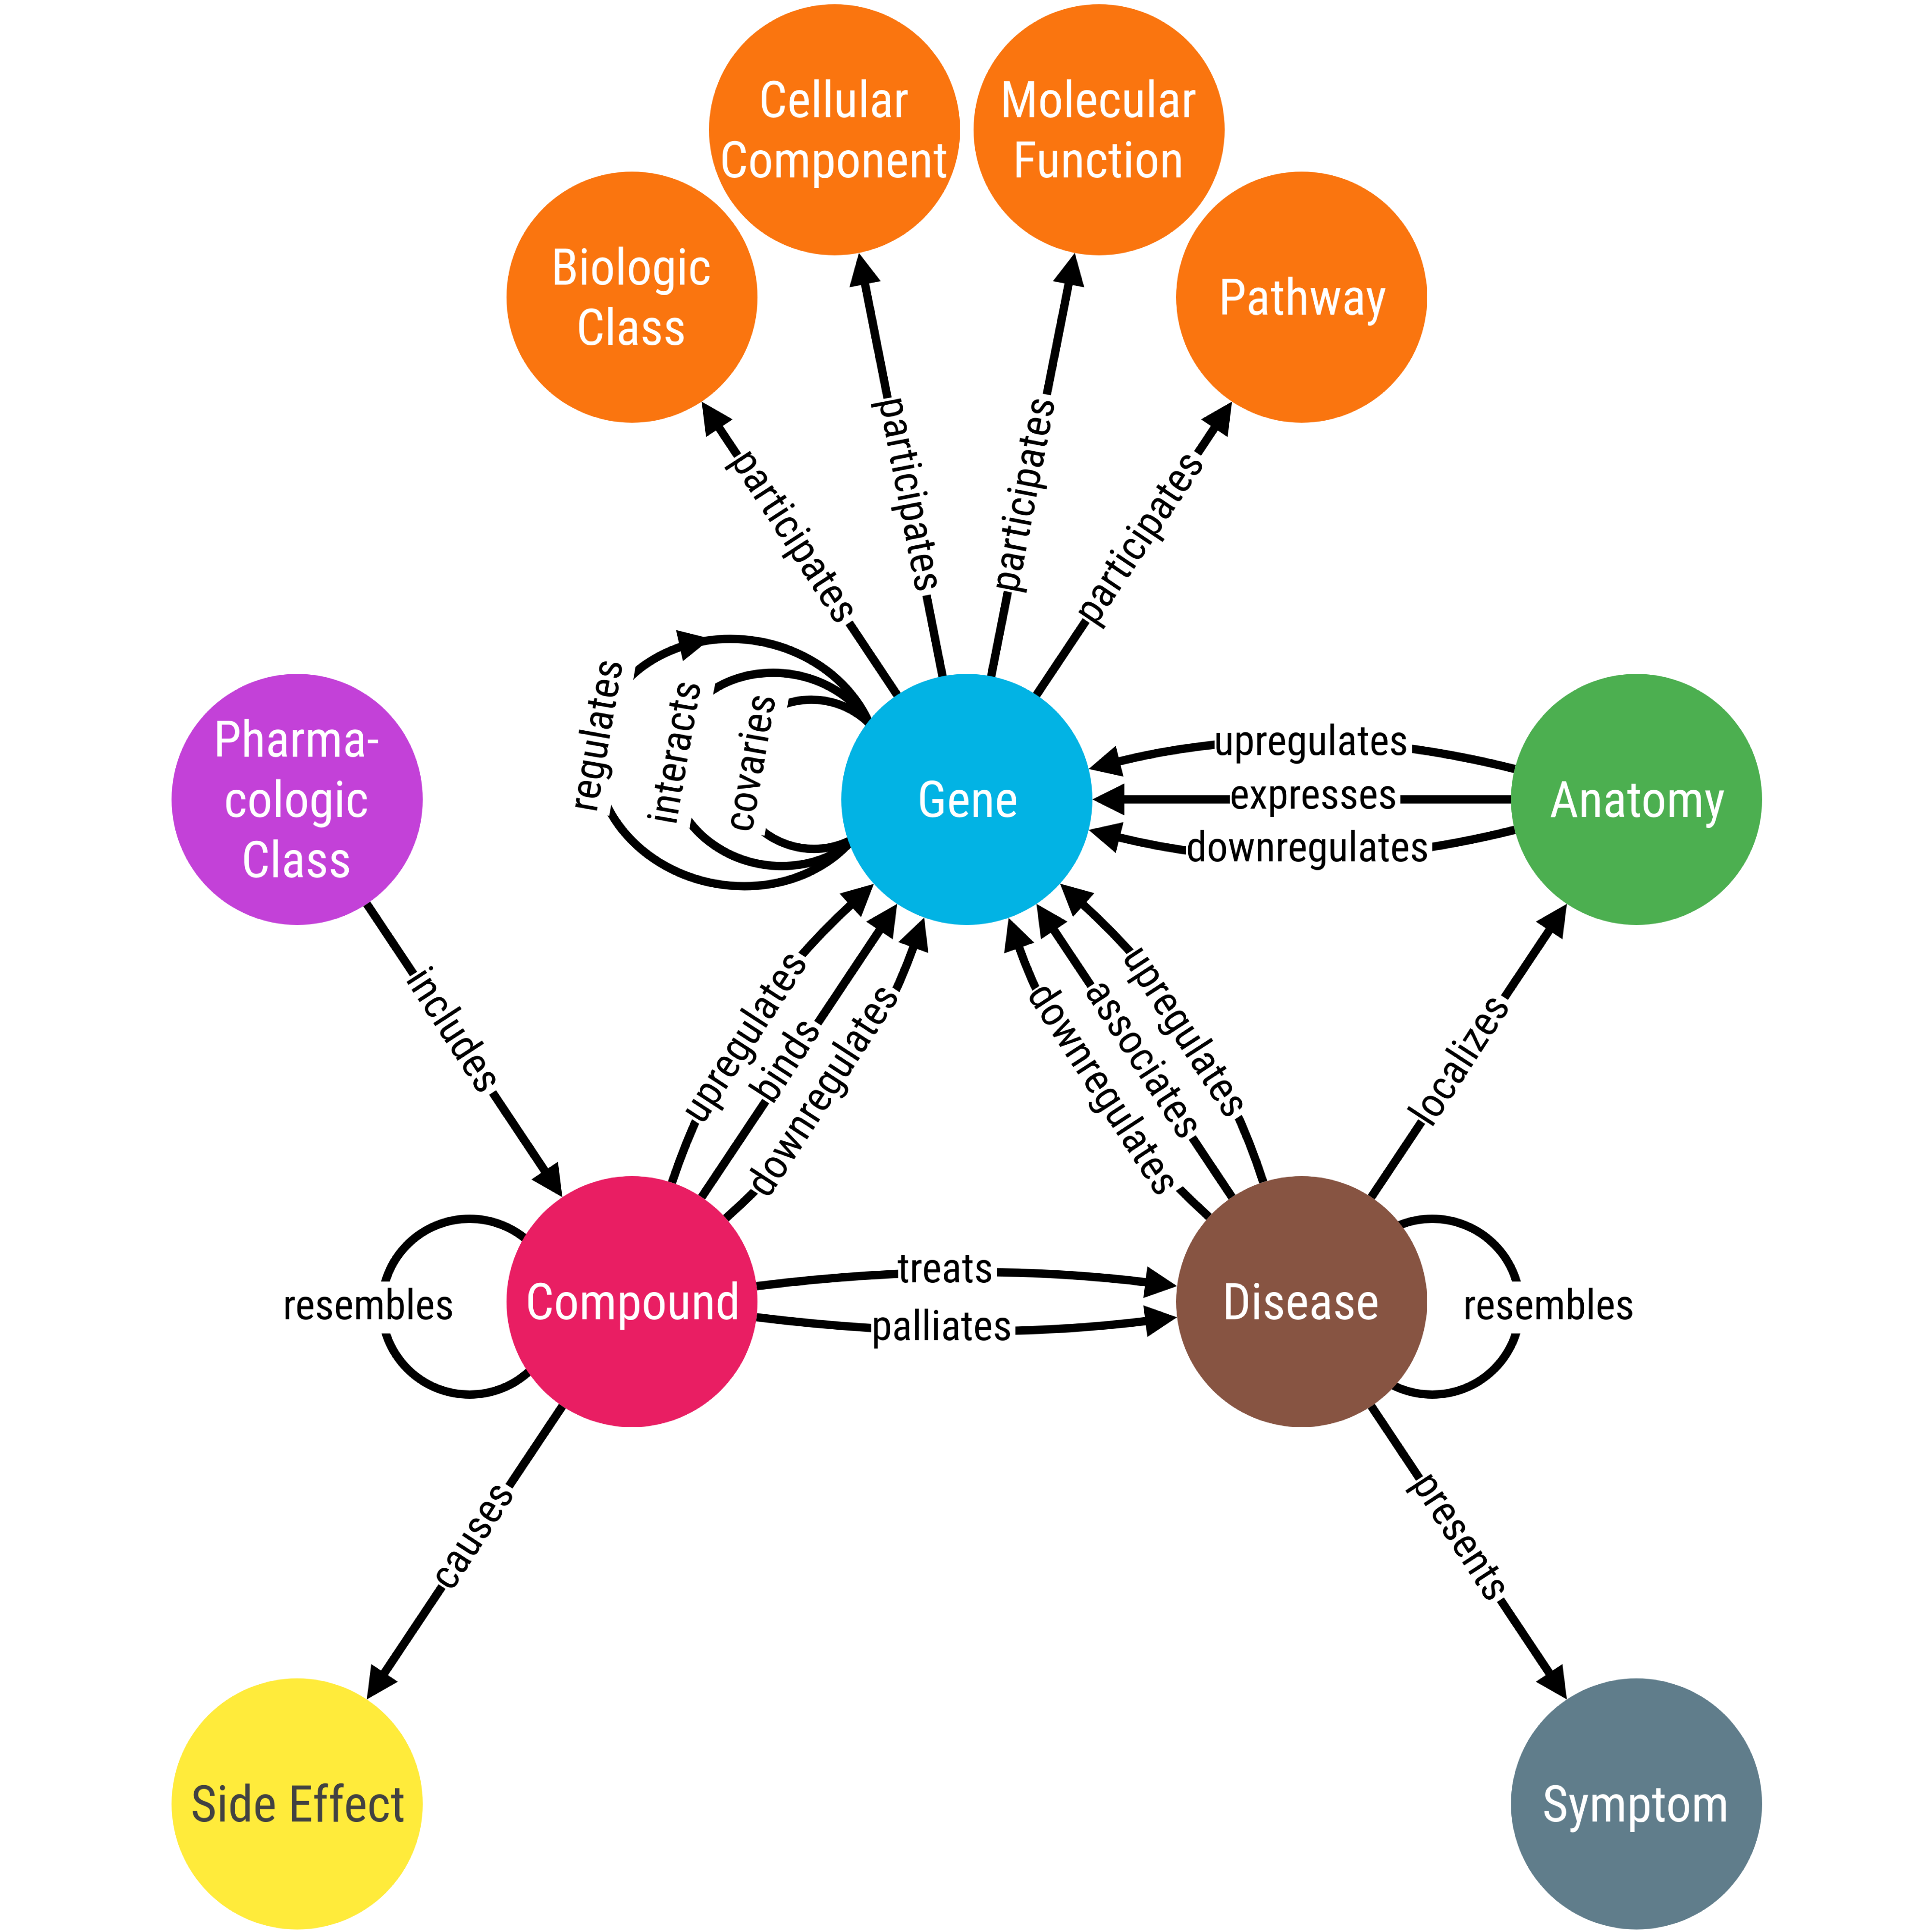 Cellular
Component
Molecular
Function
Biologic
Class
Pathway
participates
participates
participates
participates
regulates
interacts
covaries
Pharma-
cologic
Class
Gene
upregulates
expresses
downregulates
Anatomy
includes
upregulates
binds
downregulates
downregulates
associates
upregulates
localizes
resembles
Compound
treats
palliates
Disease
resembles
causes
presents
Side Effect
Symptom